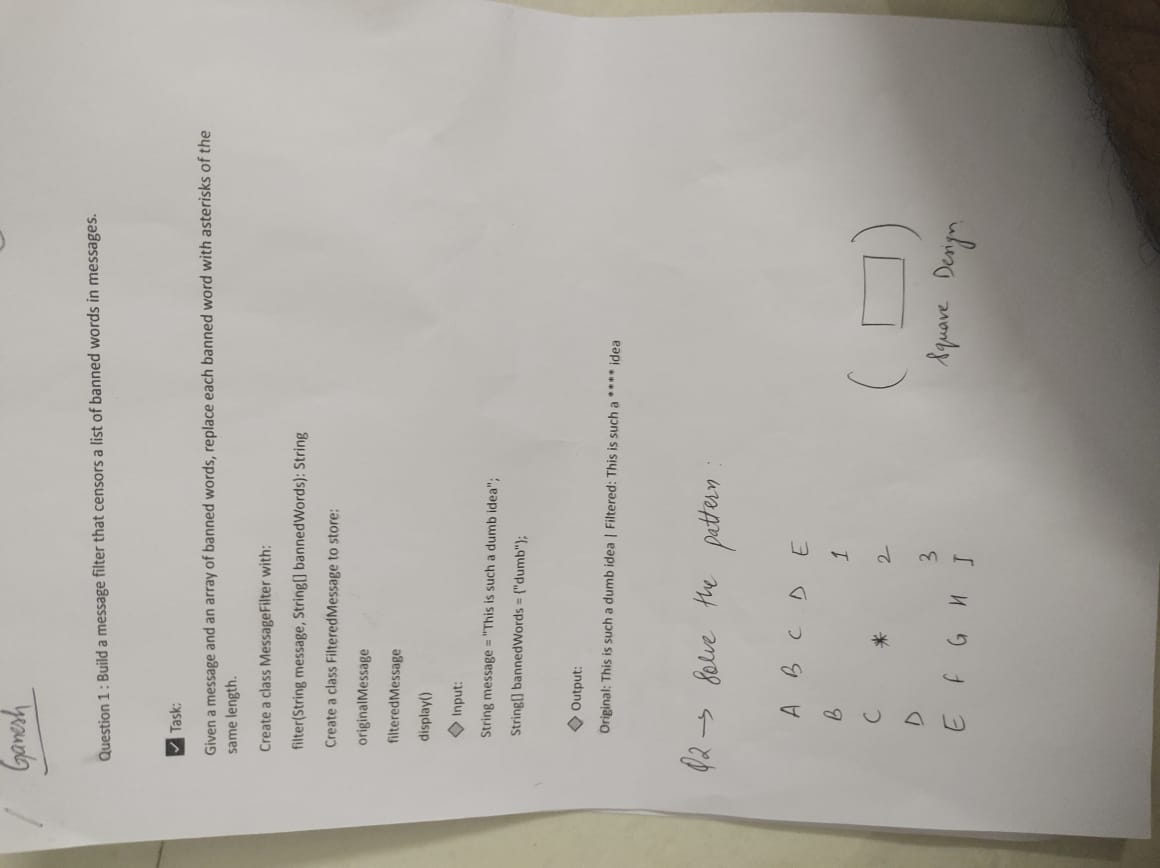 Ganesh
Question 1 : Build a message filter that censors a list of banned words in messages.
Task:
Given a message and an array of banned words, replace each banned word with asterisks of the
same length.
Create a class MessageFilter with:
filter(String message, String[] bannedWords): String
Create a class FilteredMessage to store:
originalMessage
filteredMessage
display()
Input:
String message = "This is such a dumb idea";
String[] bannedWords = {"dumb"};
Output:
Original: This is such a dumb idea | Filtered: This is such a **** idea
Q2 → Solve the pattern :
A B C D E
B 1
C * 2
D 3
E F G H I
( )
Square Design